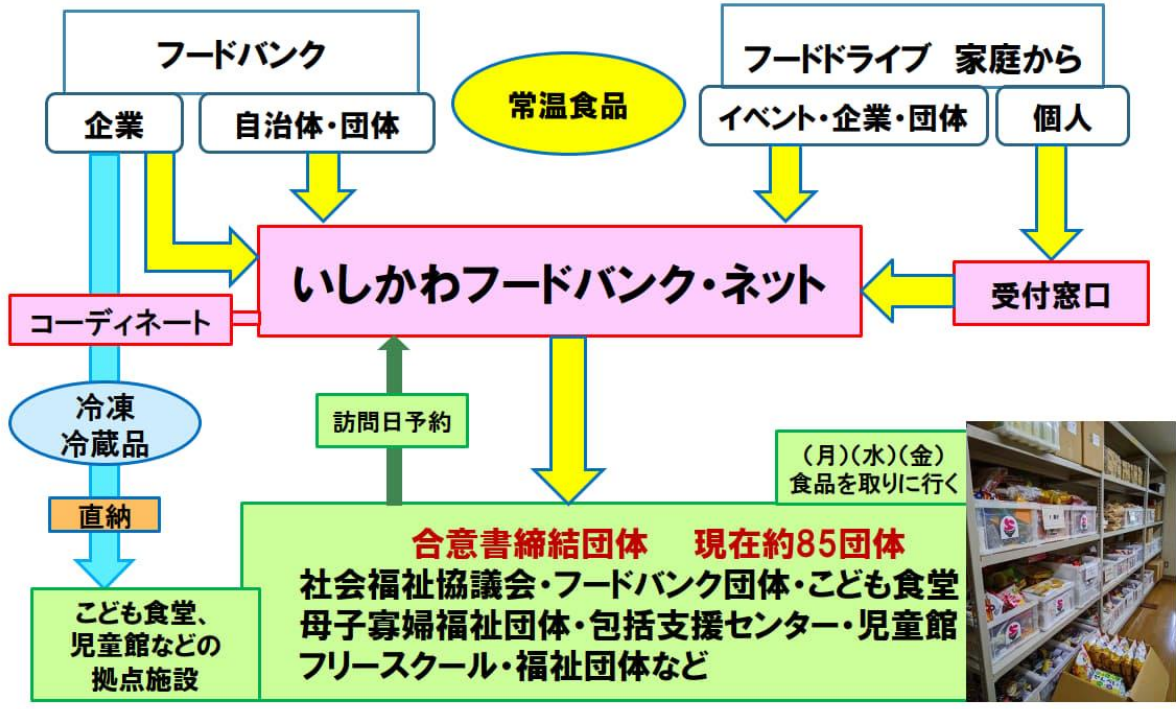 フードバンク
企業
自治体・団体
常温食品
フードドライブ 家庭から
イベント・企業・団体
個人
いしかわフードバンク・ネット
受付窓口
コーディネート
冷凍
冷蔵品
直納
こども食堂、
児童館などの
拠点施設
訪問日予約
(月)(水)(金)
食品を取りに行く
合意書締結団体 現在約85団体
社会福祉協議会・フードバンク団体・こども食堂
母子寡婦福祉団体・包括支援センター・児童館
フリースクール・福祉団体など